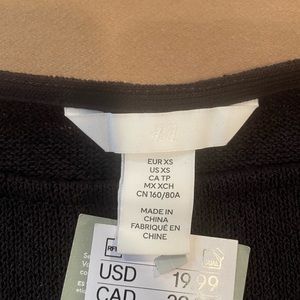 H&M
EUR XS
US XS
CA TP
MX XCH
CN 160/80A
MADE IN
CHINA
FABRIQUÉ EN
CHINE
USD 19.99
CAD